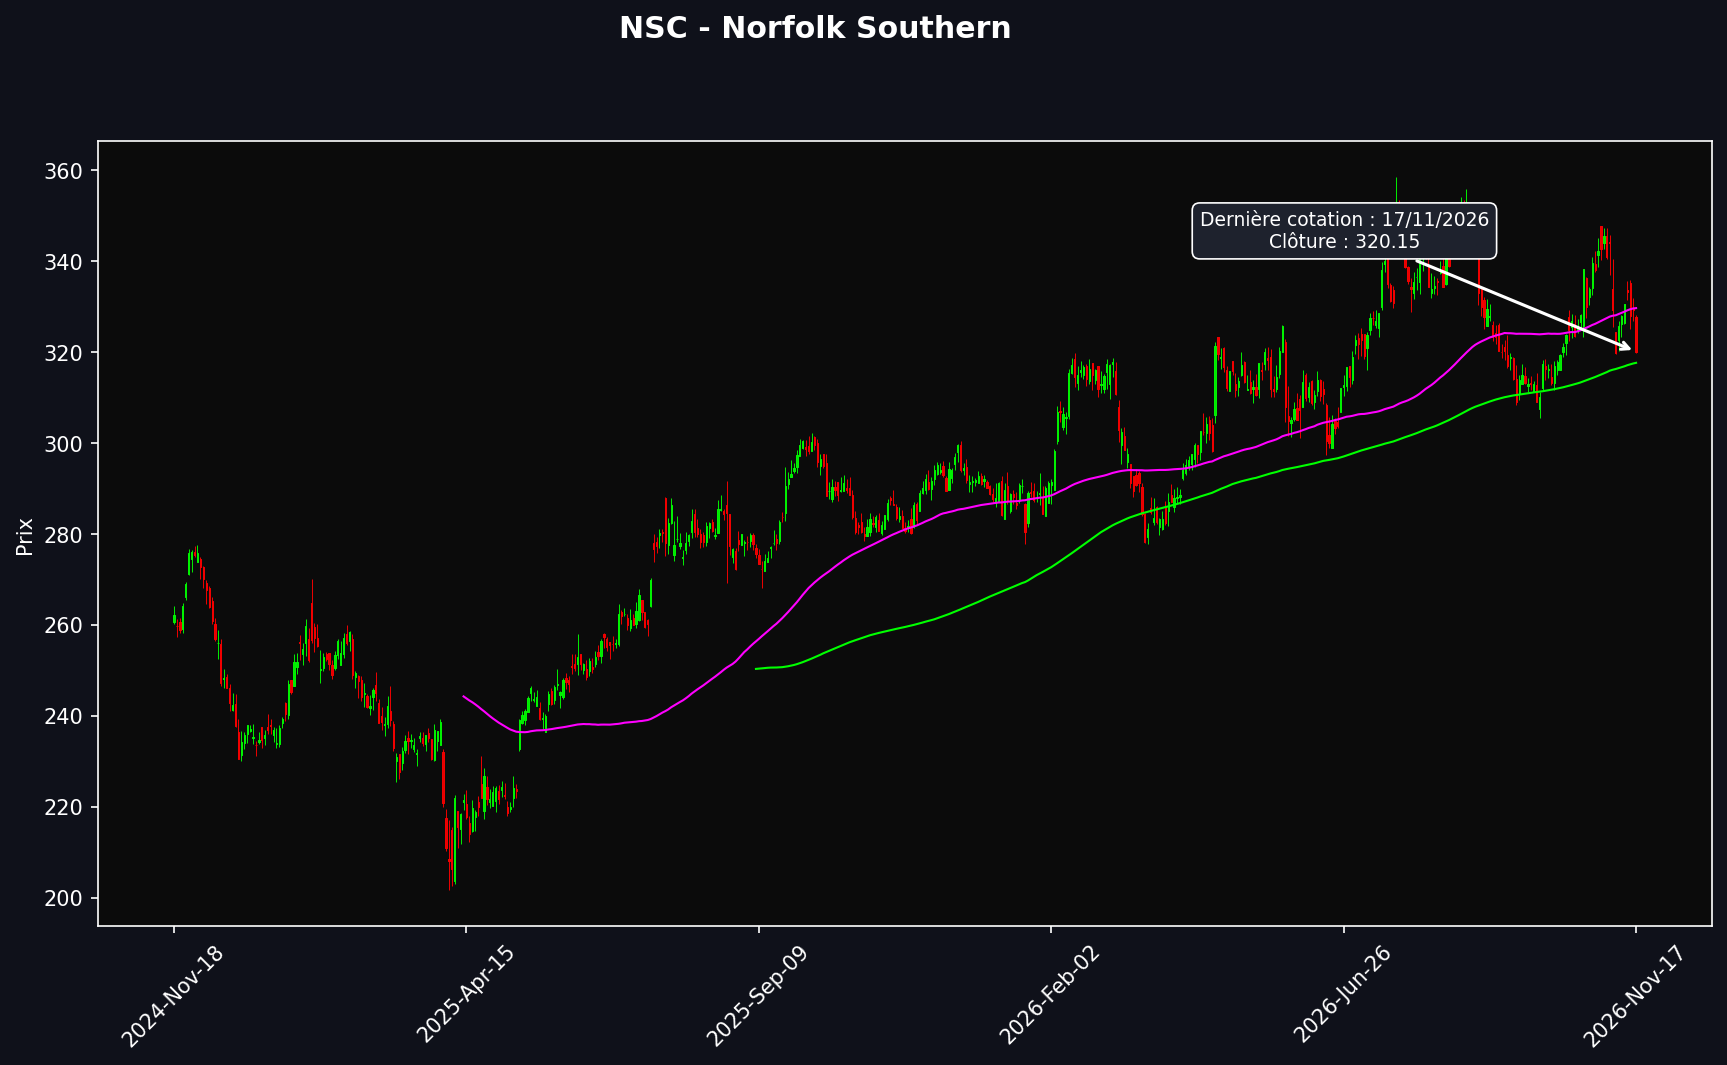 NSC - Norfolk Southern
Prix
360
340
320
300
280
260
240
220
200
Dernière cotation : 17/11/2026
Clôture : 320.15
2024-Nov-18
2025-Apr-15
2025-Sep-09
2026-Feb-02
2026-Jun-26
2026-Nov-17